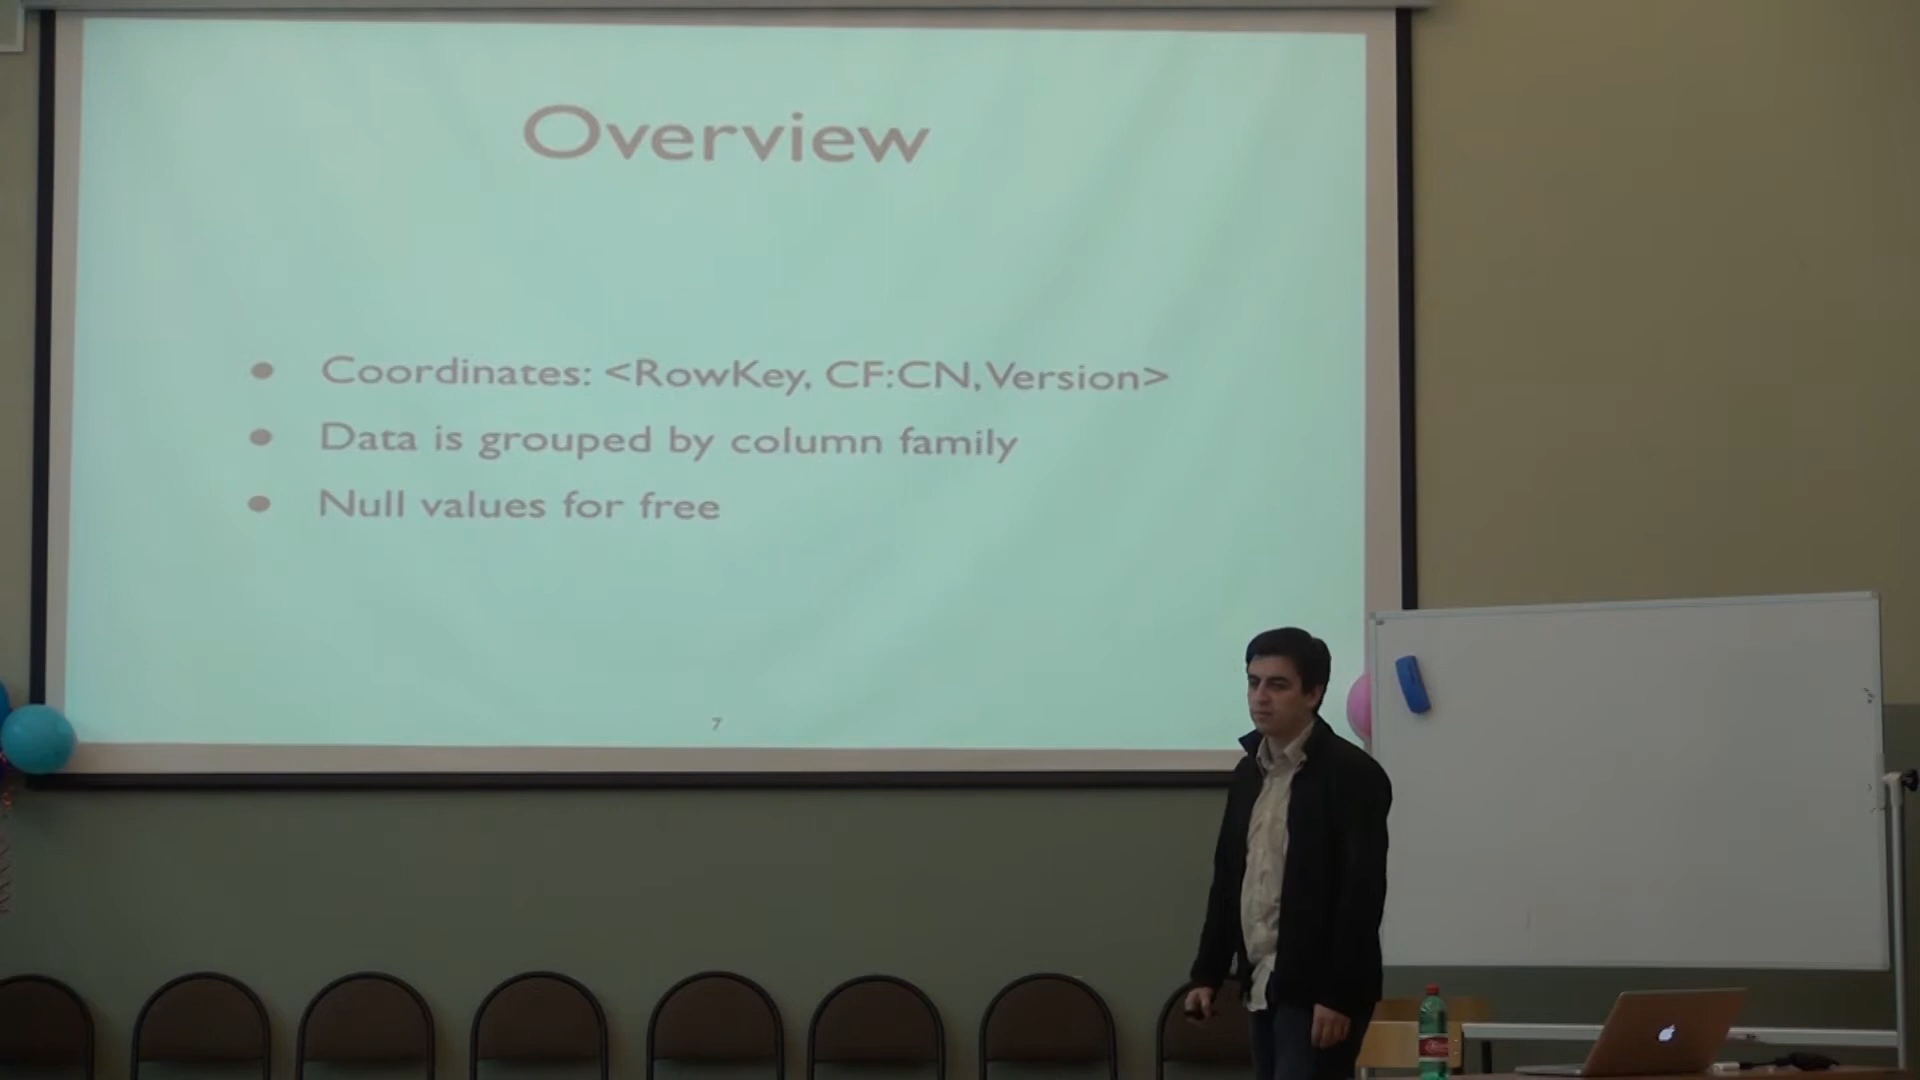 Overview
• Coordinates: <RowKey, CF:CN, Version>
• Data is grouped by column family
• Null values for free
7